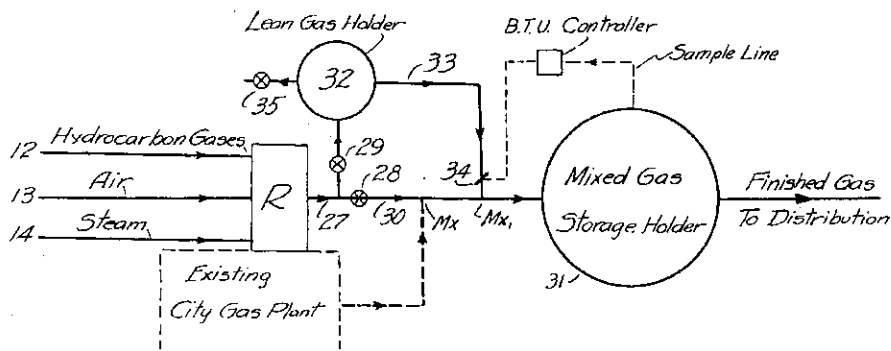 Lean Gas Holder
B.T.U. Controller
Sample Line
32
33
35
29
28
34
12 Hydrocarbon Gases
13 Air
14 Steam
R
27
30
Mx
Mx,
Mixed Gas
Storage Holder
31
Finished Gas
To Distribution
Existing
City Gas Plant